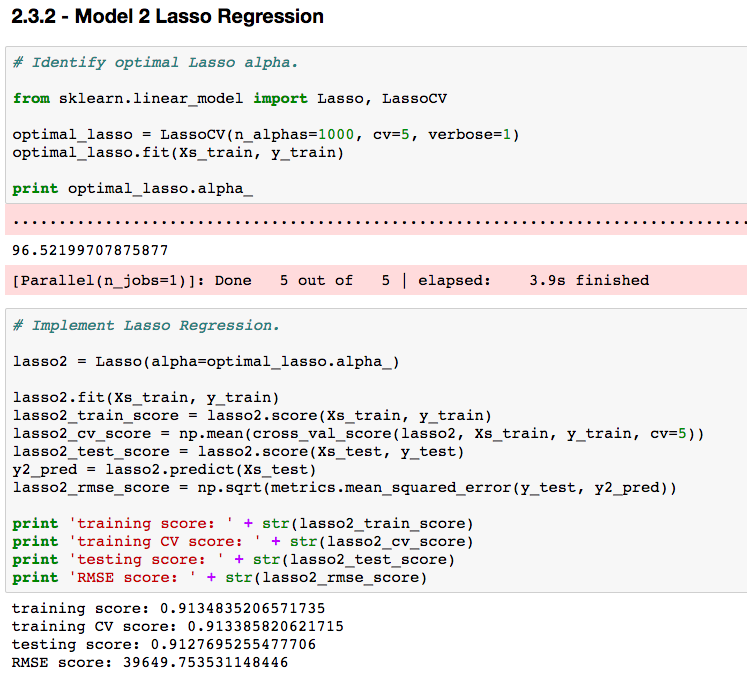 2.3.2 - Model 2 Lasso Regression
# Identify optimal Lasso alpha.
from sklearn.linear_model import Lasso, LassoCV
optimal_lasso = LassoCV(n_alphas=1000, cv=5, verbose=1)
optimal_lasso.fit(Xs_train, y_train)
print optimal_lasso.alpha_
................................................................................
96.52199707875877
[Parallel(n_jobs=1)]: Done   5 out of   5 | elapsed:    3.9s finished
# Implement Lasso Regression.
lasso2 = Lasso(alpha=optimal_lasso.alpha_)
lasso2.fit(Xs_train, y_train)
lasso2_train_score = lasso2.score(Xs_train, y_train)
lasso2_cv_score = np.mean(cross_val_score(lasso2, Xs_train, y_train, cv=5))
lasso2_test_score = lasso2.score(Xs_test, y_test)
y2_pred = lasso2.predict(Xs_test)
lasso2_rmse_score = np.sqrt(metrics.mean_squared_error(y_test, y2_pred))
print 'training score: ' + str(lasso2_train_score)
print 'training CV score: ' + str(lasso2_cv_score)
print 'testing score: ' + str(lasso2_test_score)
print 'RMSE score: ' + str(lasso2_rmse_score)
training score: 0.9134835206571735
training CV score: 0.913385820621715
testing score: 0.9127695255477706
RMSE score: 39649.753531148446